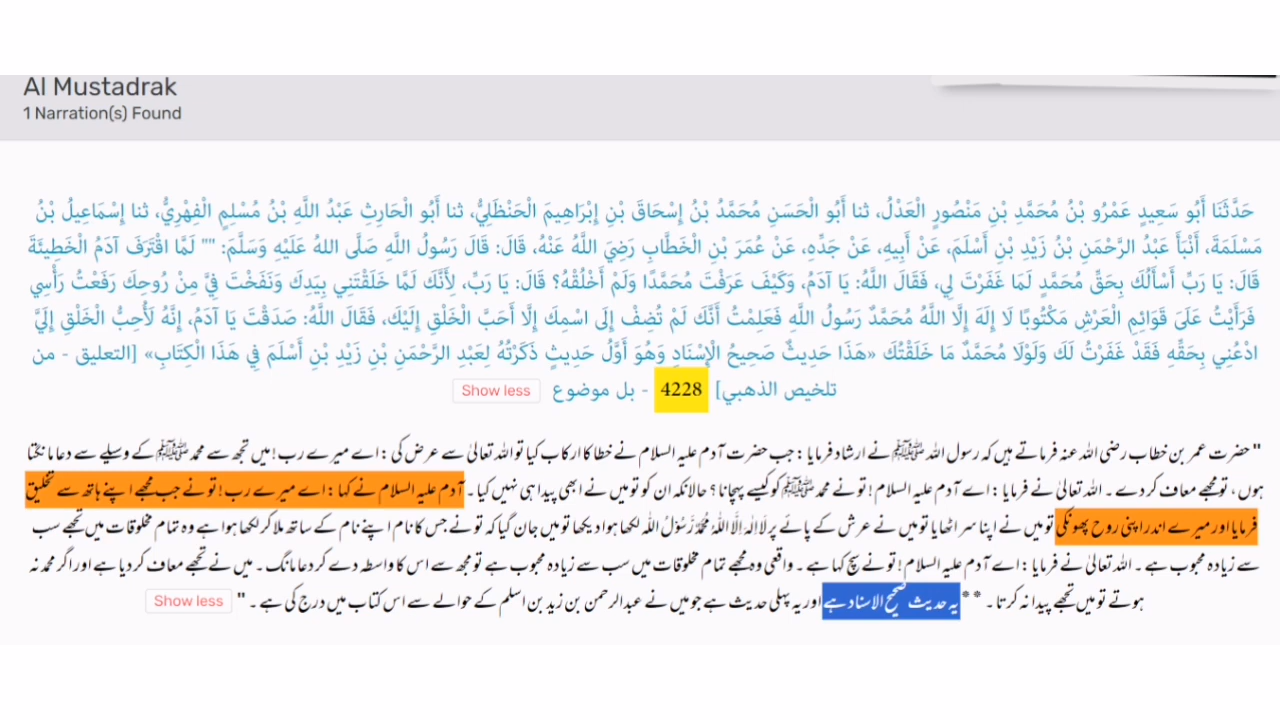 Al Mustadrak
1 Narration(s) Found
حَدَّثَنَا أَبُو سَعِيدٍ عَمْرُو بْنُ مُحَمَّدِ بْنِ مَنْصُورٍ الْعَدْلُ، ثنا أَبُو الْحَسَنِ مُحَمَّدُ بْنُ إِسْحَاقَ بْنِ إِبْرَاهِيمَ الْحَنْظَلِيُّ، ثنا أَبُو الْحَارِثِ عَبْدُ اللَّهِ بْنُ مُسْلِمٍ الْفِهْرِيُّ، ثنا إِسْمَاعِيلُ بْنُ
مَسْلَمَةَ، أَنْبَأَ عَبْدُ الرَّحْمَنِ بْنُ زَيْدِ بْنِ أَسْلَمَ، عَنْ أَبِيهِ، عَنْ جَدِّهِ، عَنْ عُمَرَ بْنِ الْخَطَّابِ رَضِيَ اللَّهُ عَنْهُ، قَالَ: قَالَ رَسُولُ اللَّهِ صَلَّى اللهُ عَلَيْهِ وَسَلَّمَ: "" لَمَّا اقْتَرَفَ آدَمُ الْخَطِيئَةَ
قَالَ: يَا رَبِّ أَسْأَلُكَ بِحَقِّ مُحَمَّدٍ لَمَا غَفَرْتَ لِي، فَقَالَ اللَّهُ: يَا آدَمُ، وَكَيْفَ عَرَفْتَ مُحَمَّدًا وَلَمْ أَخْلُقْهُ؟ قَالَ: يَا رَبِّ، لِأَنَّكَ لَمَّا خَلَقْتَنِي بِيَدِكَ وَنَفَخْتَ فِيَّ مِنْ رُوحِكَ رَفَعْتُ رَأْسِي
فَرَأَيْتُ عَلَىَ قَوَائِمِ الْعَرْشِ مَكْتُوبًا لَا إِلَهَ إِلَّا اللَّهُ مُحَمَّدٌ رَسُولُ اللَّهِ فَعَلِمْتُ أَنَّكَ لَمْ تُضِفْ إِلَى اسْمِكَ إِلَّا أَحَبَّ الْخَلْقِ إِلَيْكَ، فَقَالَ اللَّهُ: صَدَقْتَ يَا آدَمُ، إِنَّهُ لَأُحِبُّ الْخَلْقِ إِلَيَّ
ادْعُنِي بِحَقِّهِ فَقَدْ غَفَرْتُ لَكَ وَلَوْلَا مُحَمَّدٌ مَا خَلَقْتُكَ «هَذَا حَدِيثٌ صَحِيحُ الْإِسْنَادِ وَهُوَ أَوَّلُ حَدِيثٍ ذَكَرْتُهُ لِعَبْدِ الرَّحْمَنِ بْنِ زَيْدِ بْنِ أَسْلَمَ فِي هَذَا الْكِتَابِ» [التعليق - من
تلخيص الذهبي] 4228 - بل موضوع Show less
" حضرت عمر بن خطاب رضی اللہ عنہ فرماتے ہیں کہ رسول اللہ ﷺ نے ارشاد فرمایا : جب حضرت آدم علیہ السلام نے خطا کا ارکاب کیا تو اللہ تعالیٰ سے عرض کی : اے میرے رب ! میں تجھ سے محمد ﷺ کے وسیلے سے دعا مانگتا
ہوں ، تو مجھے معاف کر دے ۔ اللہ تعالیٰ نے فرمایا : اے آدم علیہ السلام ! تو نے محمد ﷺ کو کیسے پہچانا ؟ حالانکہ ان کو تو میں نے ابھی پیدا ہی نہیں کیا ۔ آدم علیہ السلام نے کہا : اے میرے رب ! تو نے جب مجھے اپنے ہاتھ سے تخلیق
فرمایا اور میرے اندر اپنی روح پھونکی تو میں نے اپنا سر اٹھایا تو میں نے عرش کے پائے پر لَا اِلٰہَ اِلَّا اللّٰہُ مُحَمَّدٌ رَسُوْلُ اللّٰہ لکھا ہوا دیکھا تو میں جان گیا کہ تو نے جس کا نام اپنے نام کے ساتھ ملا کر لکھا ہوا ہے وہ تمام مخلوقات میں تجھے سب
سے زیادہ محبوب ہے ۔ اللہ تعالیٰ نے فرمایا : اے آدم علیہ السلام ! تو نے سچ کہا ہے ۔ واقعی وہ مجھے تمام مخلوقات میں سب سے زیادہ محبوب ہے تو مجھ سے اس کا واسطہ دے کر دعا مانگ ۔ میں نے تجھے معاف کر دیا ہے اور اگر محمد نہ
ہوتے تو میں تجھے پیدا نہ کرتا ۔ ٭٭ یہ حدیث صحیح الاسناد ہے اور یہ پہلی حدیث ہے جو میں نے عبدالرحمن بن زید بن اسلم کے حوالے سے اس کتاب میں درج کی ہے ۔ " Show less